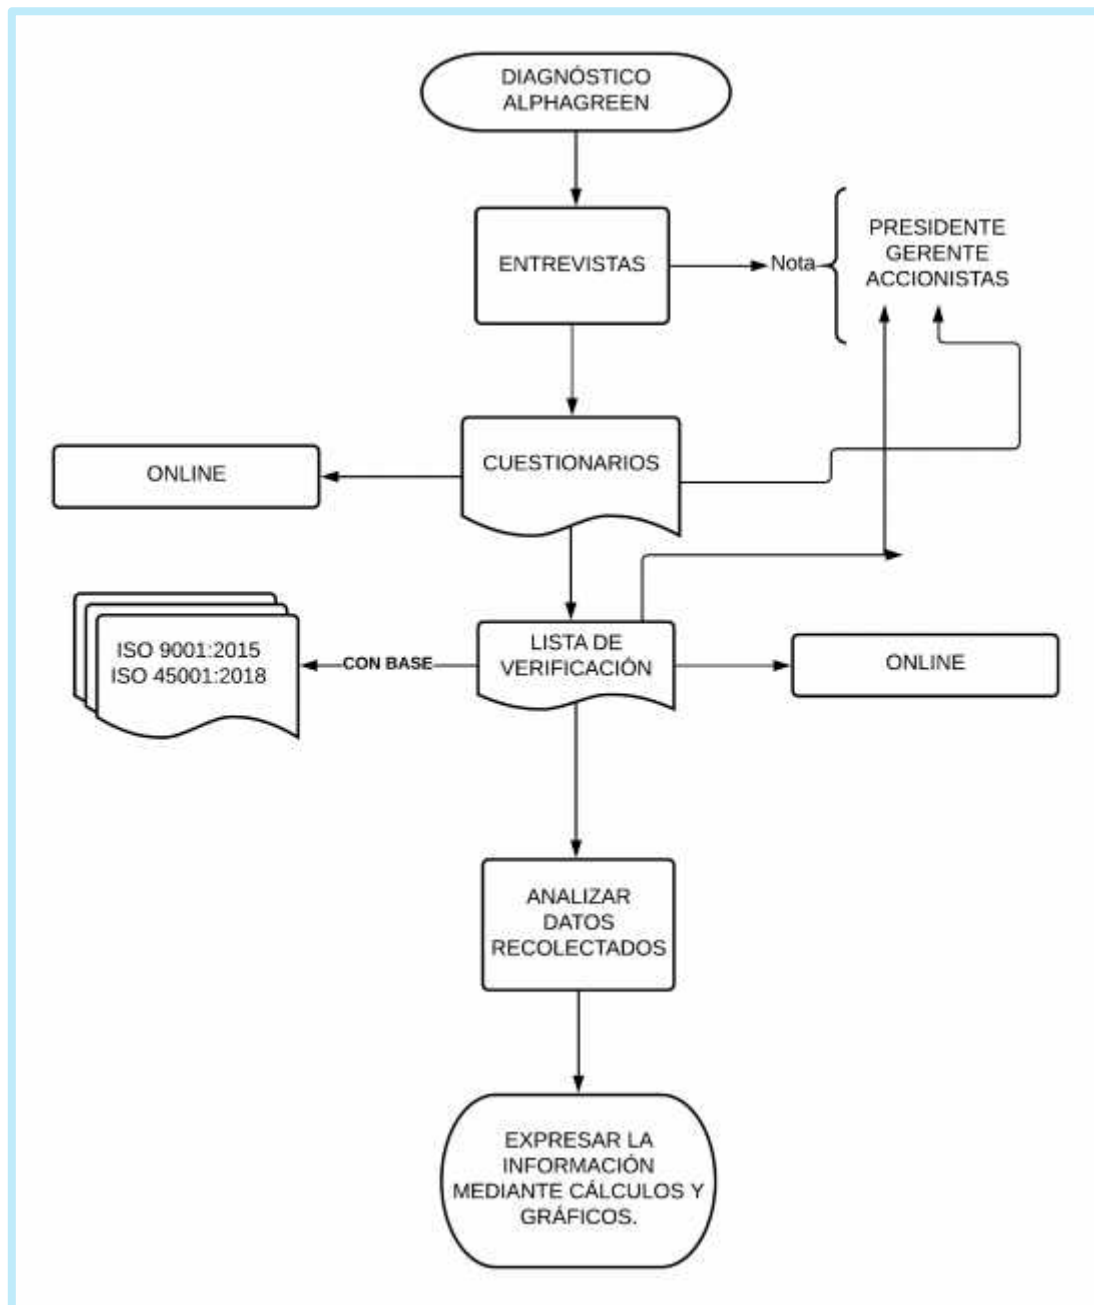 DIAGNÓSTICO
ALPHAGREEN
ENTREVISTAS
Nota
PRESIDENTE
GERENTE
ACCIONISTAS
CUESTIONARIOS
ONLINE
LISTA DE
VERIFICACIÓN
CON BASE
ISO 9001:2015
ISO 45001:2018
ONLINE
ANALIZAR
DATOS
RECOLECTADOS
EXPRESAR LA
INFORMACIÓN
MEDIANTE CÁLCULOS Y
GRÁFICOS.